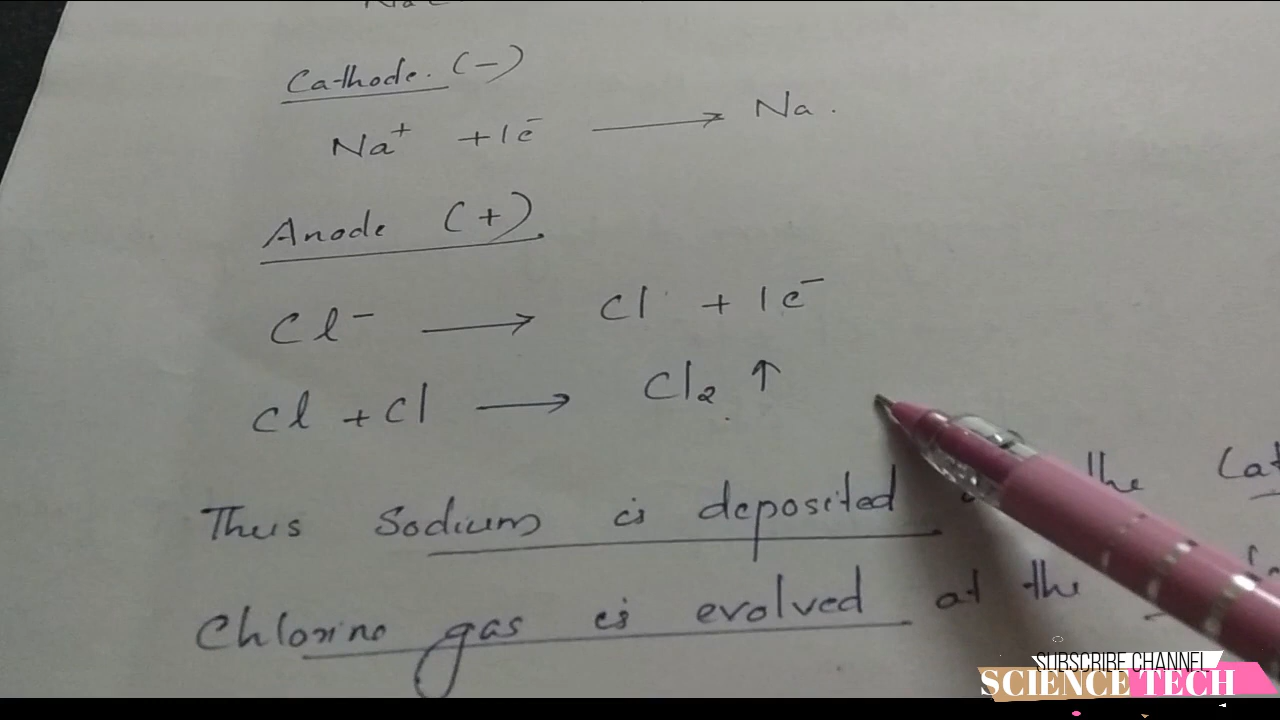 Cathode. (-)
Na⁺ +1e⁻ → Na.
Anode (+)
Cl⁻ → Cl + 1e⁻
Cl + Cl → Cl₂ ↑
Thus Sodium is deposited the Cat
Chlorine gas is evolved at the
SUBSCRIBE CHANNEL
SCIENCE TECH